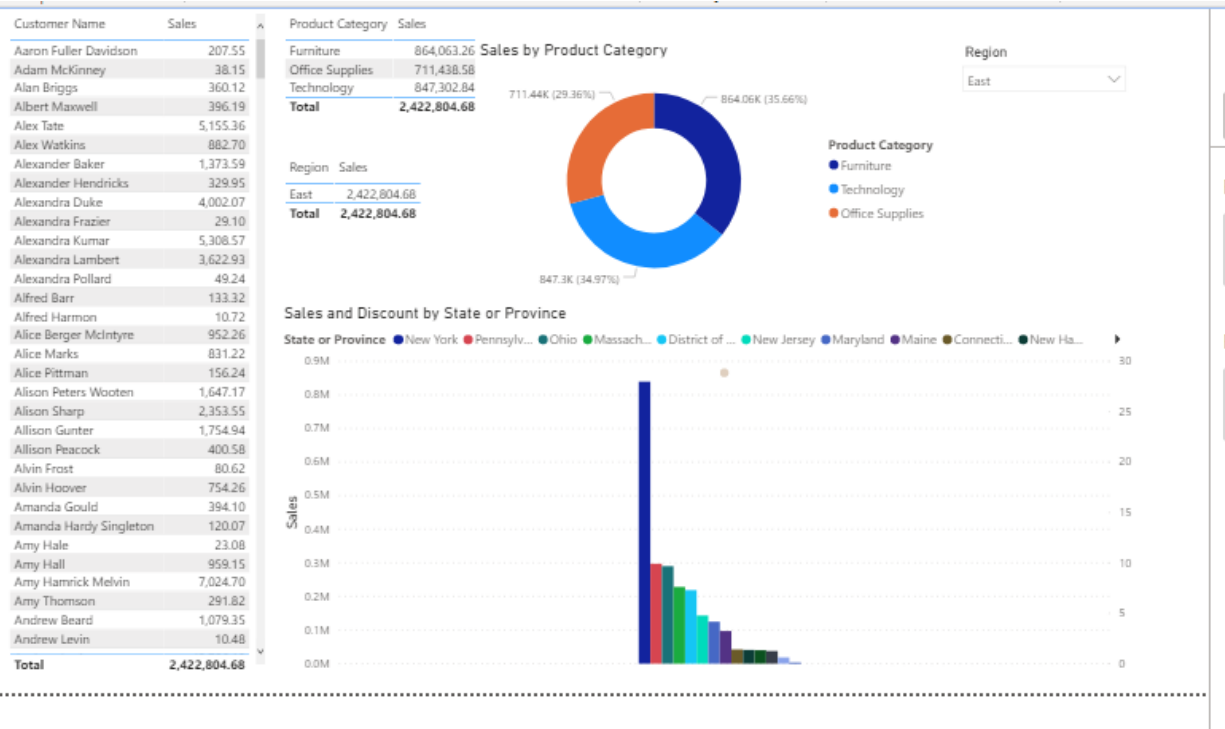 Customer Name Sales
Aaron Fuller Davidson 207.55
Adam McKinney 38.15
Alan Briggs 360.12
Albert Maxwell 396.19
Alex Tate 5,155.36
Alex Watkins 882.70
Alexander Baker 1,373.59
Alexander Hendricks 329.95
Alexandra Duke 4,002.07
Alexandra Frazier 29.10
Alexandra Kumar 5,308.57
Alexandra Lambert 3,622.93
Alexandra Pollard 49.24
Alfred Barr 133.32
Alfred Harmon 10.72
Alice Berger McIntyre 952.26
Alice Marks 831.22
Alice Pittman 156.24
Alison Peters Wooten 1,647.17
Alison Sharp 2,353.55
Allison Gunter 1,754.94
Allison Peacock 400.58
Alvin Frost 80.62
Alvin Hoover 754.26
Amanda Gould 394.10
Amanda Hardy Singleton 120.07
Amy Hale 23.08
Amy Hall 959.15
Amy Hamrick Melvin 7,024.70
Amy Thomson 291.82
Andrew Beard 1,079.35
Andrew Levin 10.48
Total 2,422,804.68
Product Category Sales
Furniture 864,063.26
Office Supplies 711,438.58
Technology 847,302.84
Total 2,422,804.68
Region Sales
East 2,422,804.68
Total 2,422,804.68
Sales by Product Category
711.44K (29.36%)
864.06K (35.66%)
847.3K (34.97%)
Product Category
Furniture
Technology
Office Supplies
Region
East
Sales and Discount by State or Province
State or Province New York Pennsylv... Ohio Massach... District of ... New Jersey Maryland Maine Connecti... New Ha...
0.9M 30
0.8M
25
0.7M
0.6M 20
0.5M
15
0.4M
0.3M 10
0.2M
5
0.1M
0.0M 0
Sales